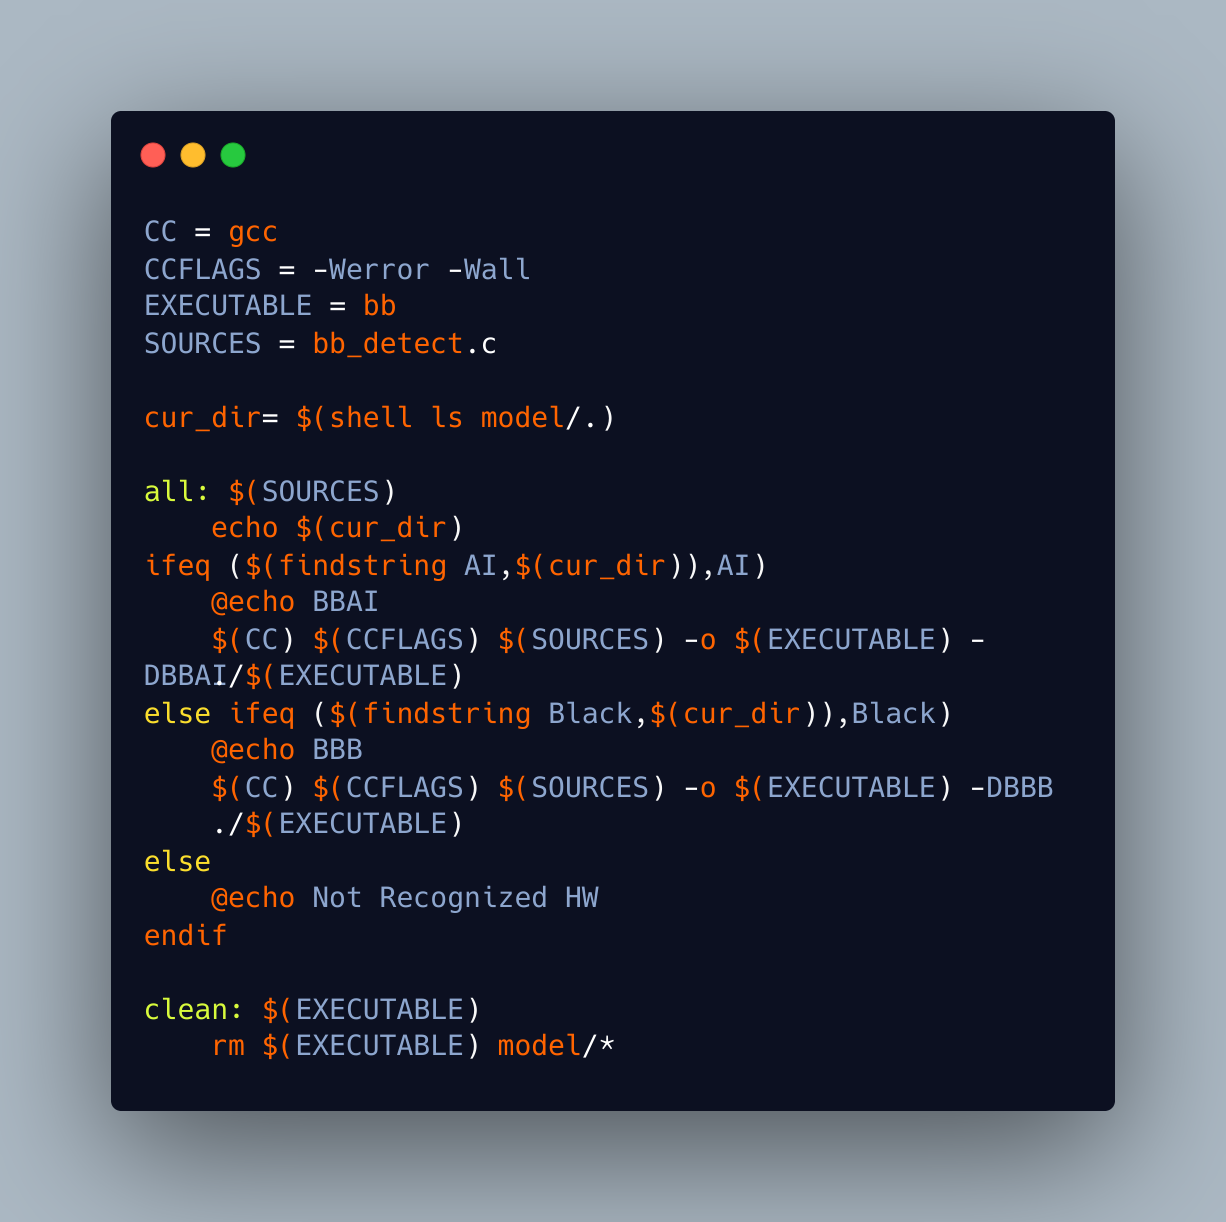 CC = gcc
CCFLAGS = -Werror -Wall
EXECUTABLE = bb
SOURCES = bb_detect.c
cur_dir= $(shell ls model/.)
all: $(SOURCES)
    echo $(cur_dir)
ifeq ($(findstring AI,$(cur_dir)),AI)
    @echo BBAI
    $(CC) $(CCFLAGS) $(SOURCES) -o $(EXECUTABLE) -
DBBAI./$(EXECUTABLE)
else ifeq ($(findstring Black,$(cur_dir)),Black)
    @echo BBB
    $(CC) $(CCFLAGS) $(SOURCES) -o $(EXECUTABLE) -DBBB
    ./$(EXECUTABLE)
else
    @echo Not Recognized HW
endif
clean: $(EXECUTABLE)
    rm $(EXECUTABLE) model/*